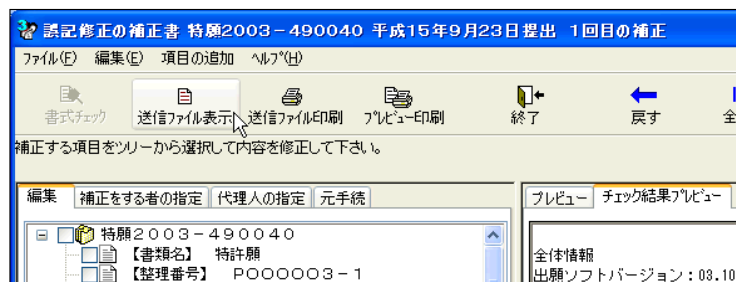 誤記修正の補正書 特願2003－490040 平成15年9月23日提出 1回目の補正
ファイル(F) 編集(E) 項目の追加 ヘルプ(H)
書式チェック 送信ファイル表示 送信ファイル印刷 プレビュー印刷 終了 戻す 全
補正する項目をツリーから選択して内容を修正して下さい。
編集 補正をする者の指定 代理人の指定 元手続 プレビュー チェック結果プレビュー
特願２００３－４９００４０
【書類名】 特許願
【整理番号】 ＰＯＯＯＯＯ３－１
全体情報
出願ソフトバージョン：03.10